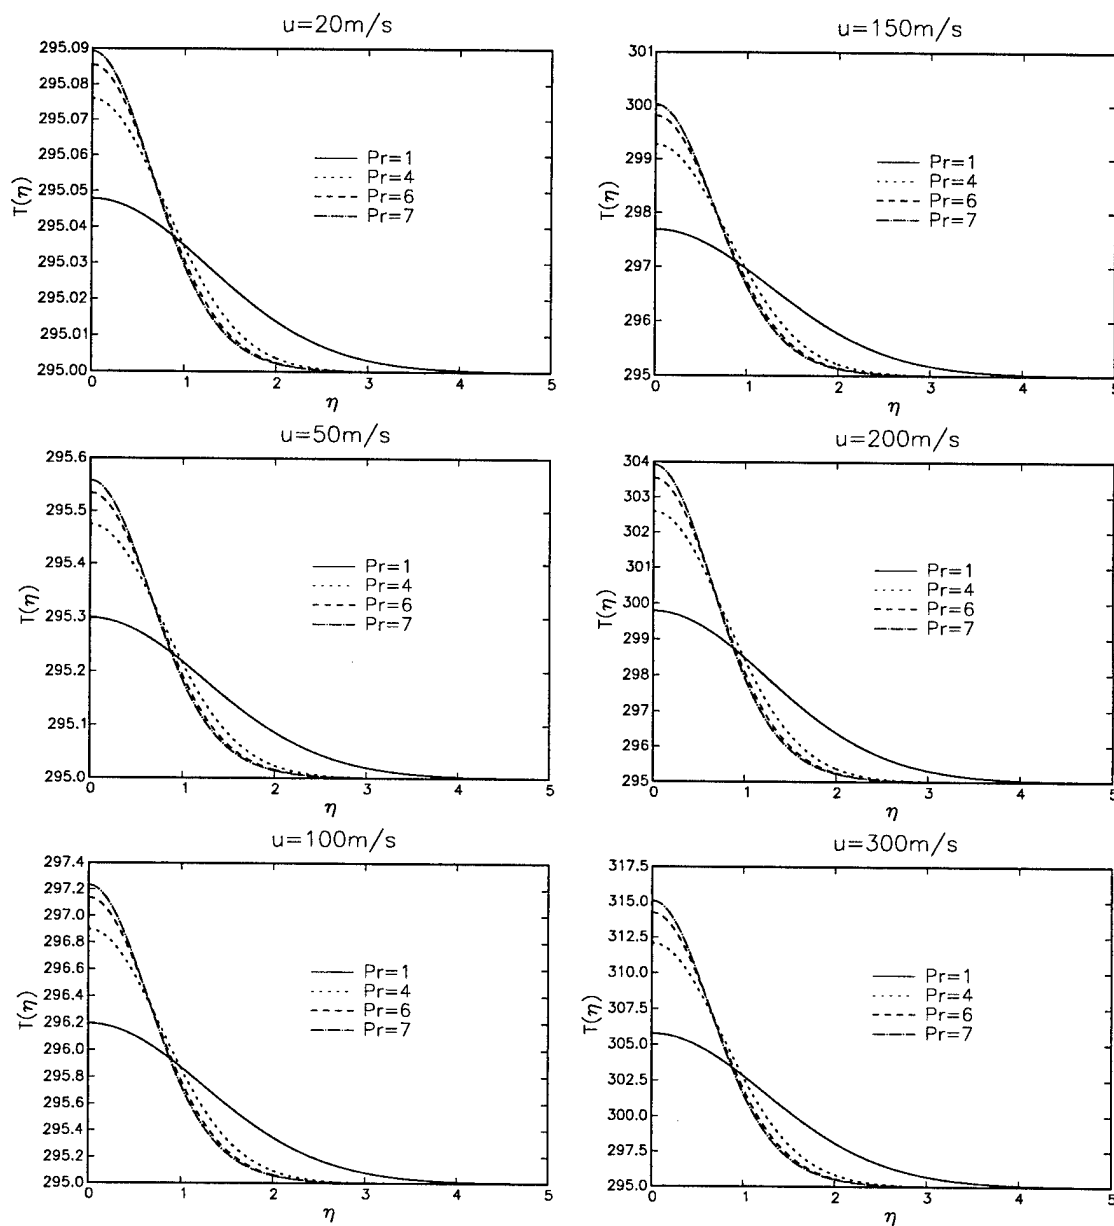 u=20m/s
295.09
295.08
295.07
295.06
295.05
295.04
295.03
295.02
295.01
295.00
T(η)
Pr=1
Pr=4
Pr=6
Pr=7
0 1 2 3 4 5
η
u=150m/s
301
300
299
298
297
296
295
T(η)
Pr=1
Pr=4
Pr=6
Pr=7
0 1 2 3 4 5
η
u=50m/s
295.6
295.5
295.4
295.3
295.2
295.1
295.0
T(η)
Pr=1
Pr=4
Pr=6
Pr=7
0 1 2 3 4 5
η
u=200m/s
304
303
302
301
300
299
298
297
296
295
T(η)
Pr=1
Pr=4
Pr=6
Pr=7
0 1 2 3 4 5
η
u=100m/s
297.4
297.2
297.0
296.8
296.6
296.4
296.2
296.0
295.8
295.6
295.4
295.2
295.0
T(η)
Pr=1
Pr=4
Pr=6
Pr=7
0 1 2 3 4 5
η
u=300m/s
317.5
315.0
312.5
310.0
307.5
305.0
302.5
300.0
297.5
295.0
T(η)
Pr=1
Pr=4
Pr=6
Pr=7
0 1 2 3 4 5
η